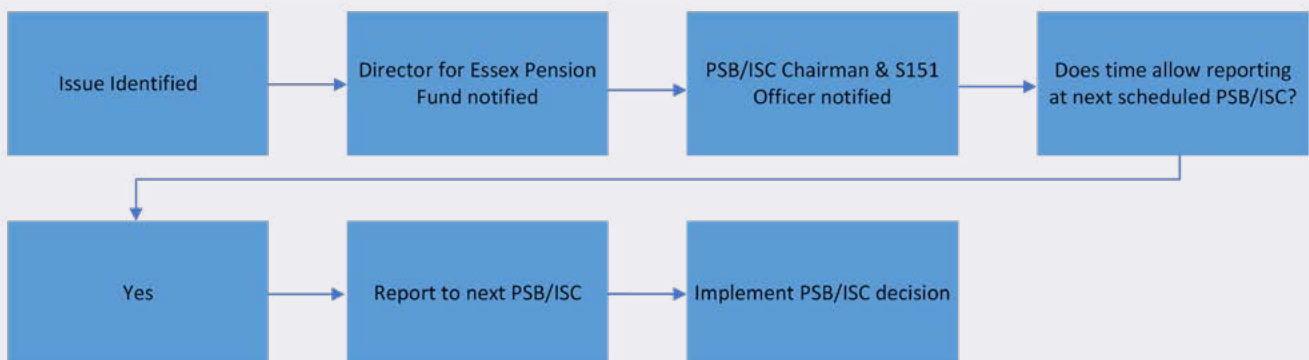 Issue Identified
Director for Essex Pension
Fund notified
PSB/ISC Chairman & S151
Officer notified
Does time allow reporting
at next scheduled PSB/ISC?
Yes
Report to next PSB/ISC
Implement PSB/ISC decision